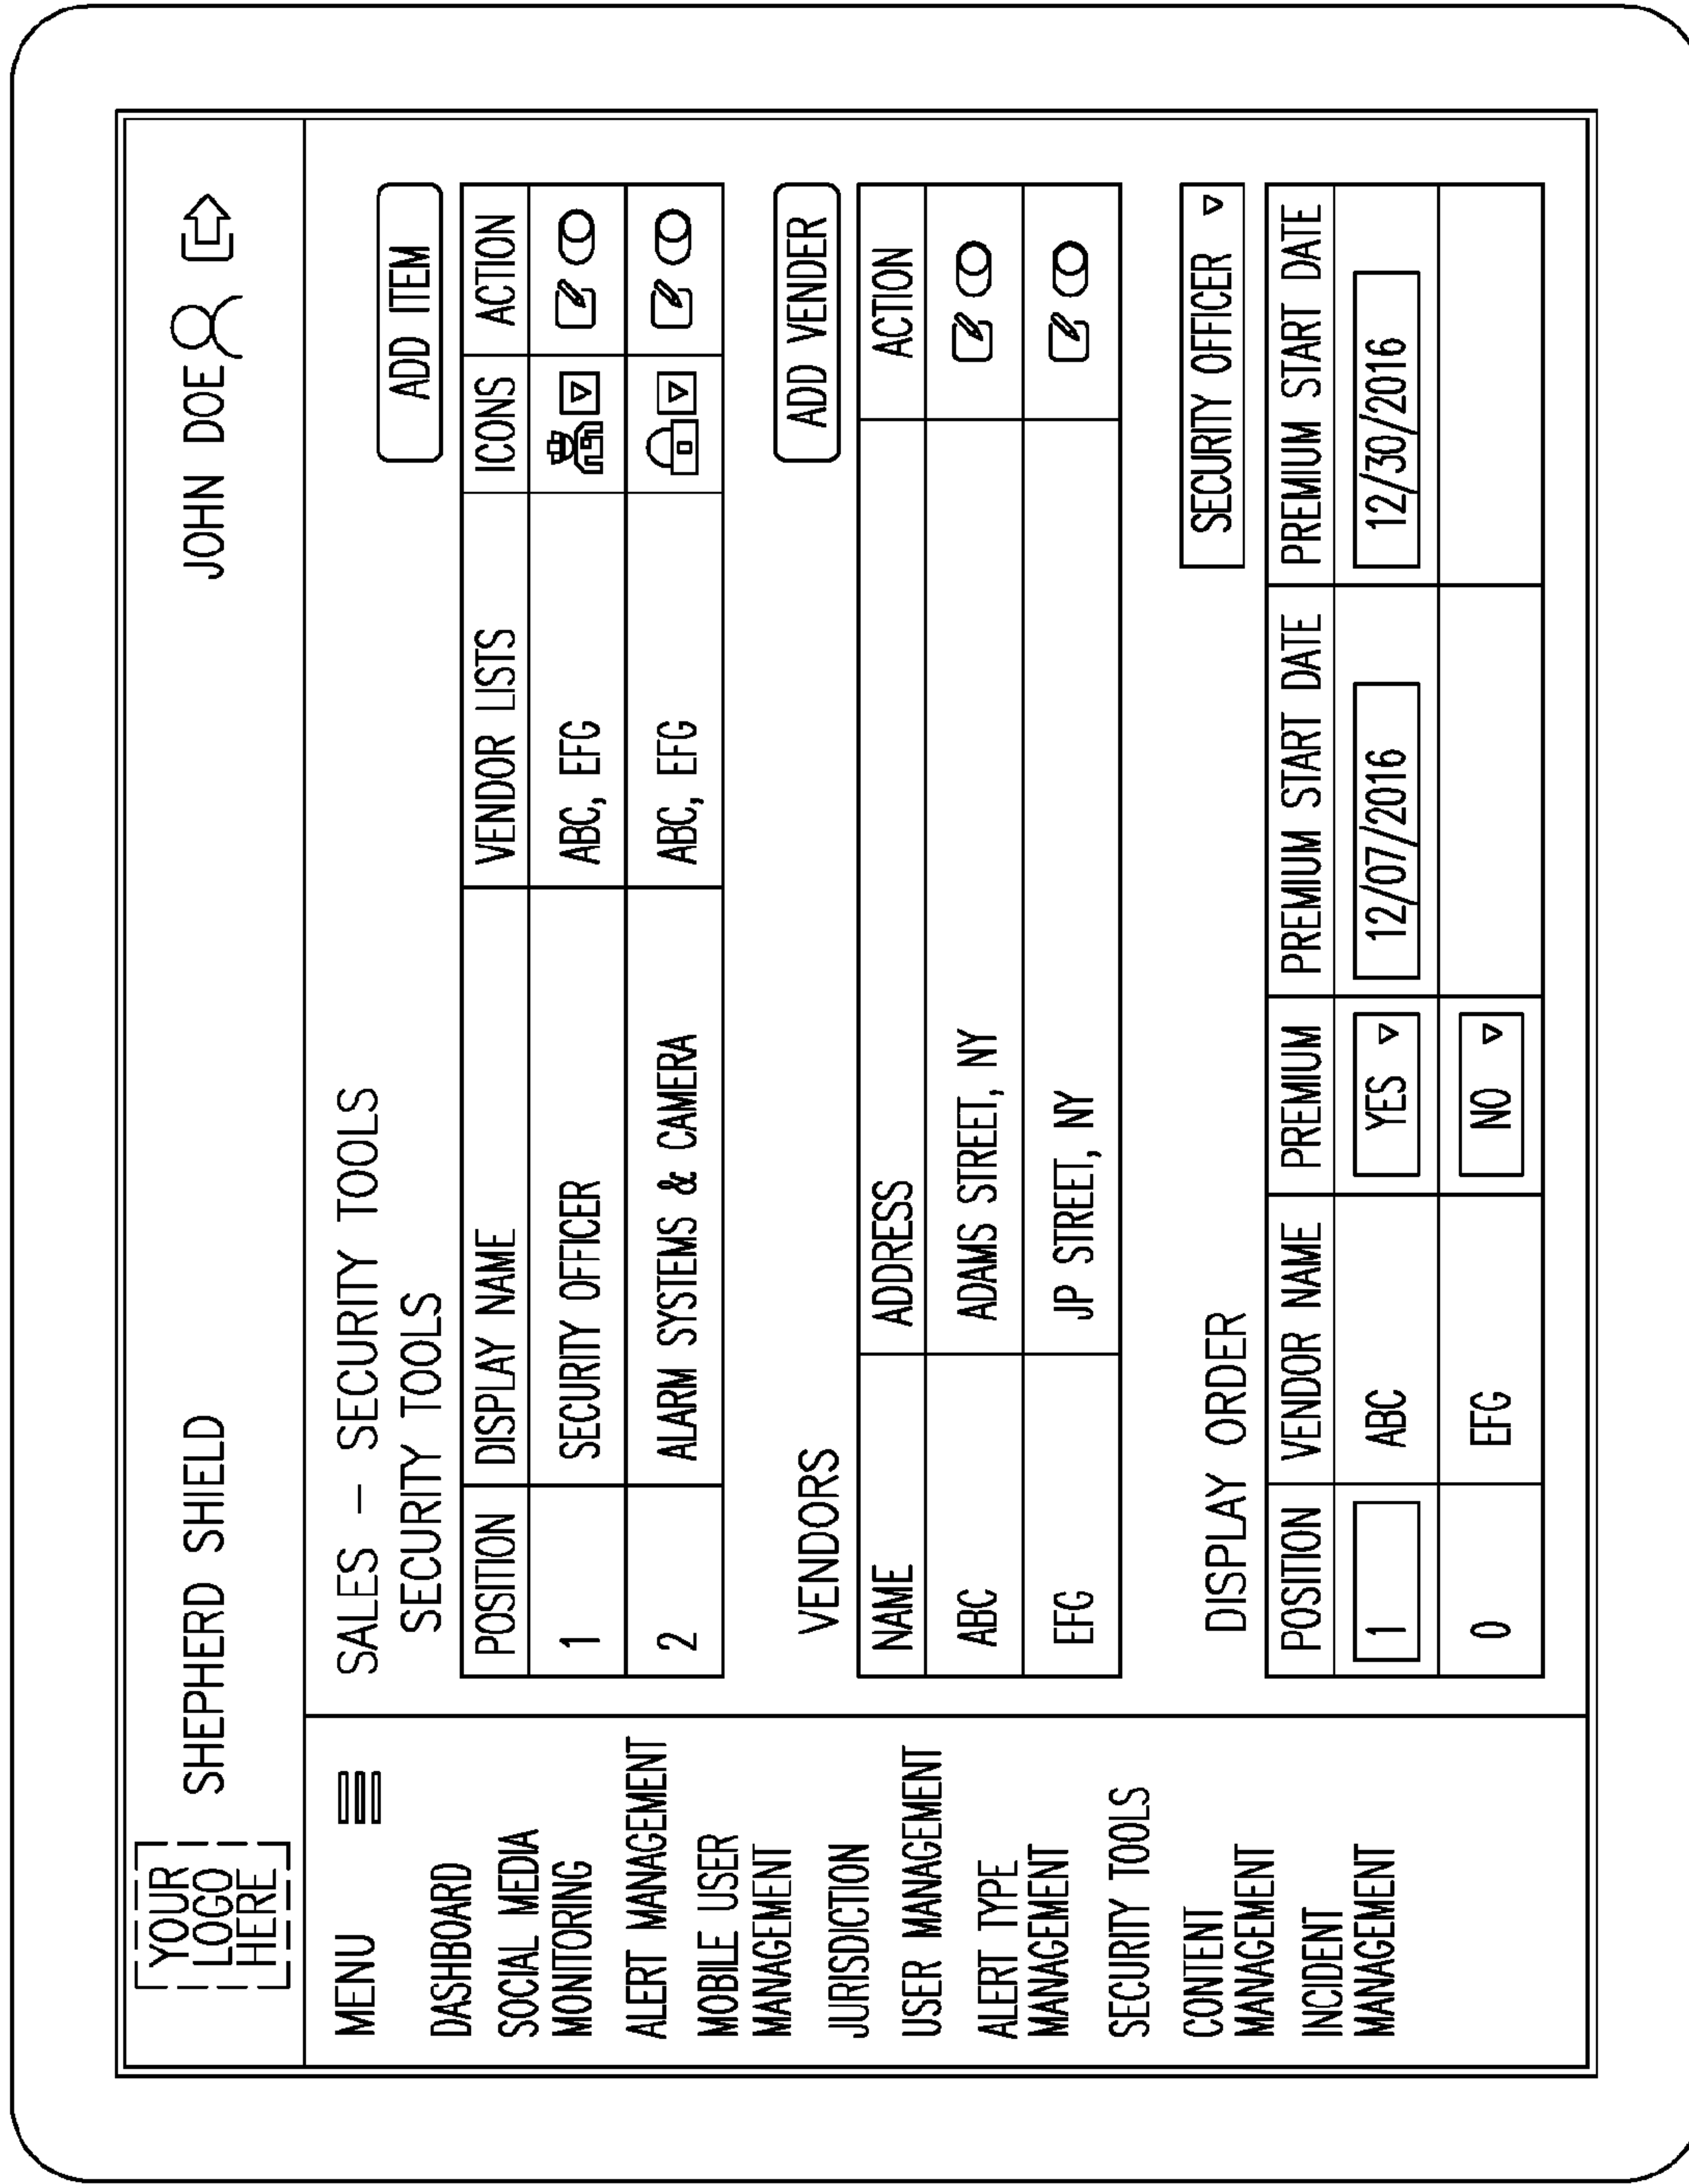 YOUR
LOGO
HERE
SHEPHERD SHIELD
JOHN DOE
MENU
DASHBOARD
SOCIAL MEDIA
MONITORING
ALERT MANAGEMENT
MOBILE USER
MANAGEMENT
JURISDICTION
USER MANAGEMENT
ALERT TYPE
MANAGEMENT
SECURITY TOOLS
CONTENT
MANAGEMENT
INCIDENT
MANAGEMENT
SALES - SECURITY TOOLS
SECURITY TOOLS
ADD ITEM
POSITION DISPLAY NAME VENDOR LISTS ICONS ACTION
1 SECURITY OFFICER ABC, EFG
2 ALARM SYSTEMS & CAMERA ABC, EFG
VENDORS
ADD VENDER
NAME ADDRESS ACTION
ABC ADAMS STREET, NY
EFG JP STREET, NY
DISPLAY ORDER
SECURITY OFFICER
POSITION VENDOR NAME PREMIUM PREMIUM START DATE PREMIUM START DATE
1 ABC YES 12/07/2016 12/30/2016
0 EFG NO